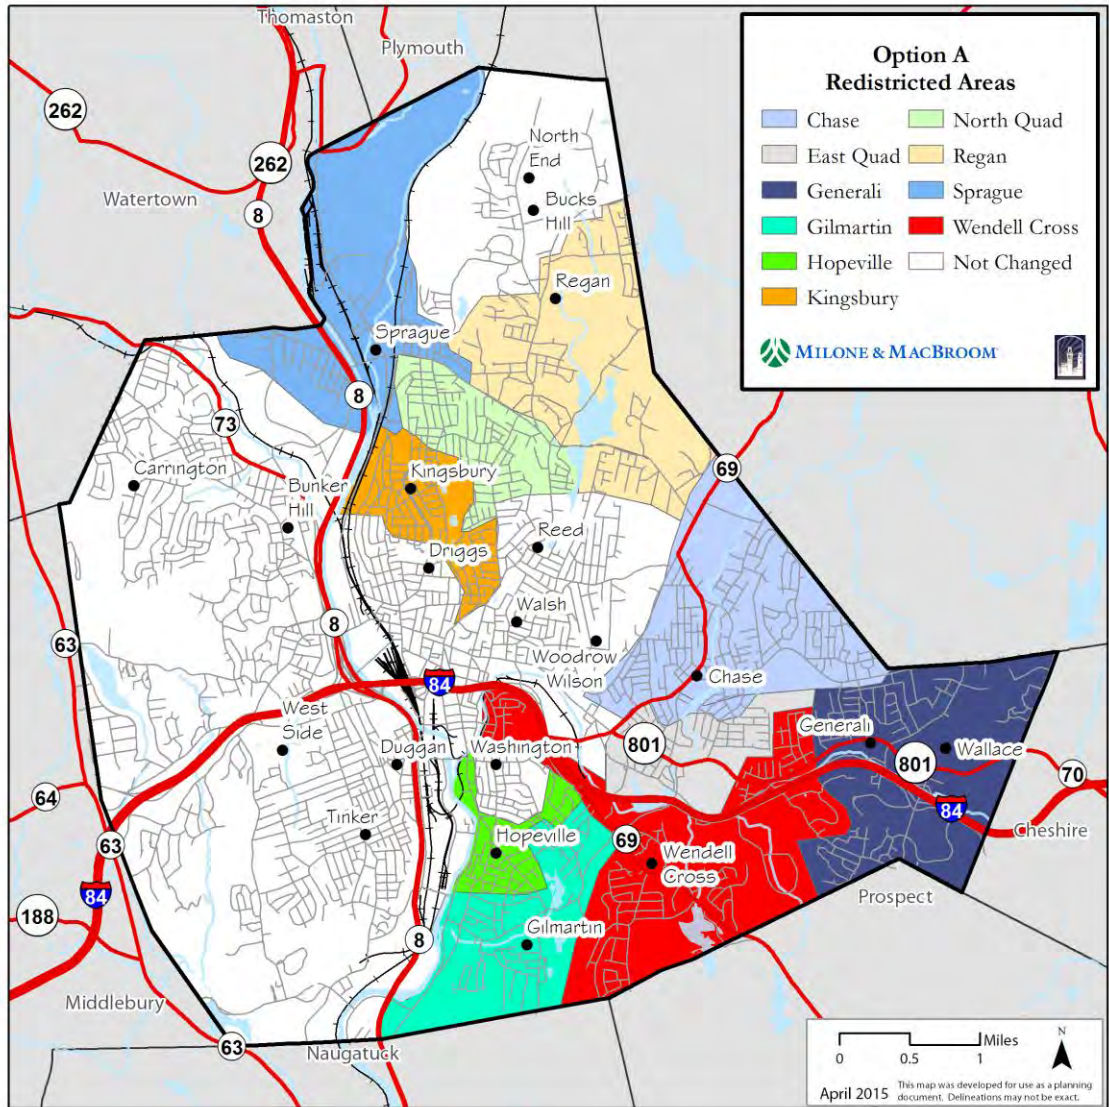 Thomaston
Plymouth
262
262
Watertown
8
North
End
Bucks
Hill
Regan
Sprague
8
73
Carrington
Bunker
Hill
Kingsbury
69
Reed
Driggs
Walsh
8
63
Woodrow
Wilson
Chase
84
West
Side
Duggan
Washington
801
Generali
Wallace
801
70
64
84
Cheshire
Tinker
63
Hopeville
69
Wendell
Cross
84
188
Prospect
8
Gilmartin
Middlebury
63
Naugatuck
Option A
Redistricted Areas
Chase
East Quad
Generali
Gilmartin
Hopeville
Kingsbury
North Quad
Regan
Sprague
Wendell Cross
Not Changed
MILONE & MACBROOM
Miles
0 0.5 1
N
April 2015
This map was developed for use as a planning
document. Delineations may not be exact.